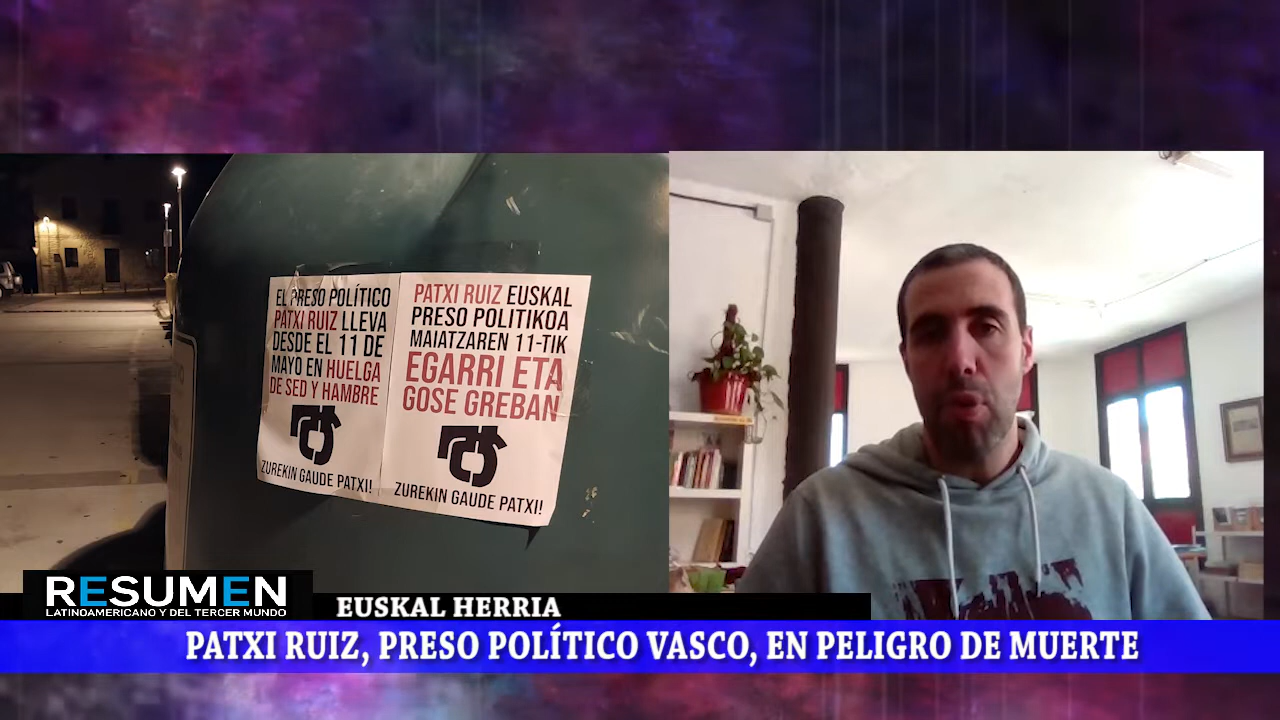 EL PRESO POLÍTICO
PATXI RUIZ LLEVA
DESDE EL 11 DE
MAYO EN HUELGA
DE SED Y HAMBRE
ZUREKIN GAUDE PATXI!
PATXI RUIZ EUSKAL
PRESO POLITIKOA
MAIATZAREN 11-TIK
EGARRI ETA
GOSE GREBAN
ZUREKIN GAUDE PATXI!
RESUMEN
LATINOAMERICANO Y DEL TERCER MUNDO
EUSKAL HERRIA
PATXI RUIZ, PRESO POLÍTICO VASCO, EN PELIGRO DE MUERTE